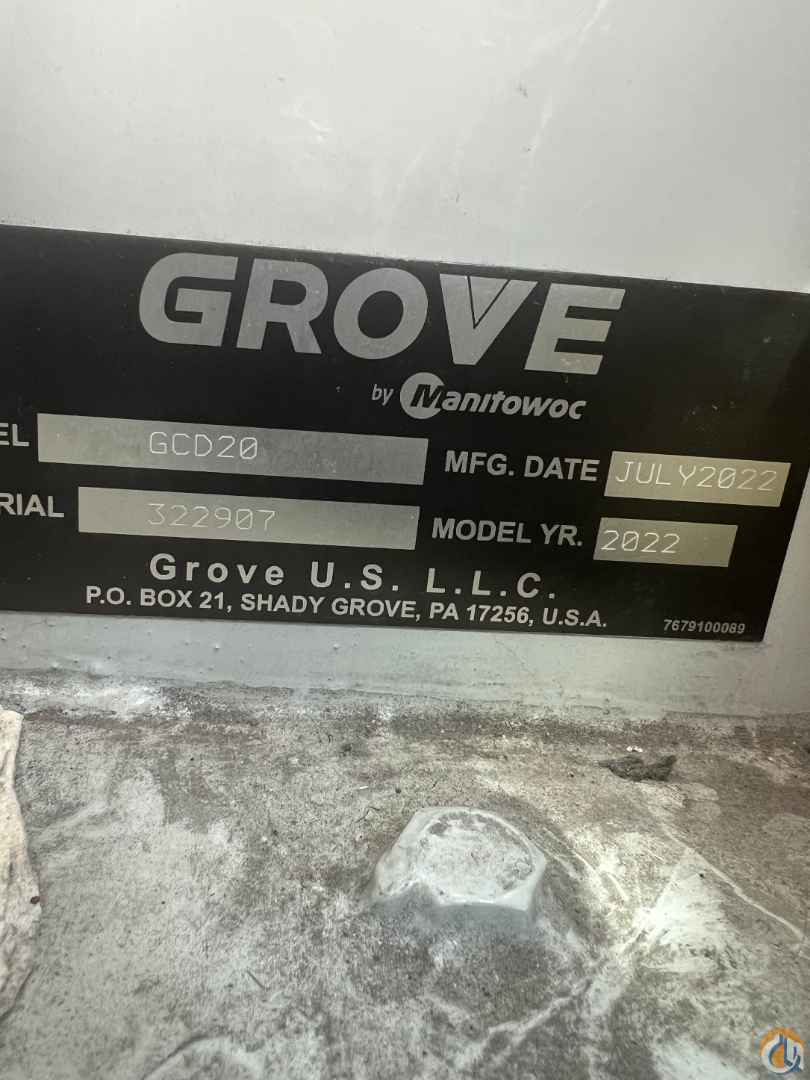 GROVE
by Manitowoc
EL GCD20 MFG. DATE JULY2022
RIAL 322907 MODEL YR. 2022
Grove U.S. L.L.C.
P.O. BOX 21, SHADY GROVE, PA 17256, U.S.A.
7679100089